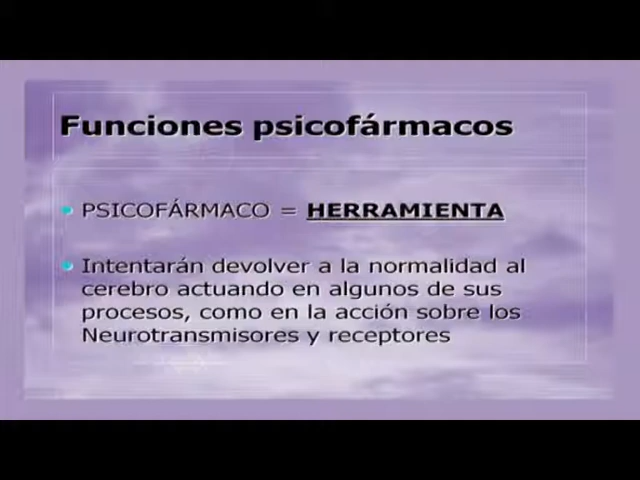 Funciones psicofármacos
PSICOFÁRMACO = HERRAMIENTA
Intentarán devolver a la normalidad al
cerebro actuando en algunos de sus
procesos, como en la acción sobre los
Neurotransmisores y receptores